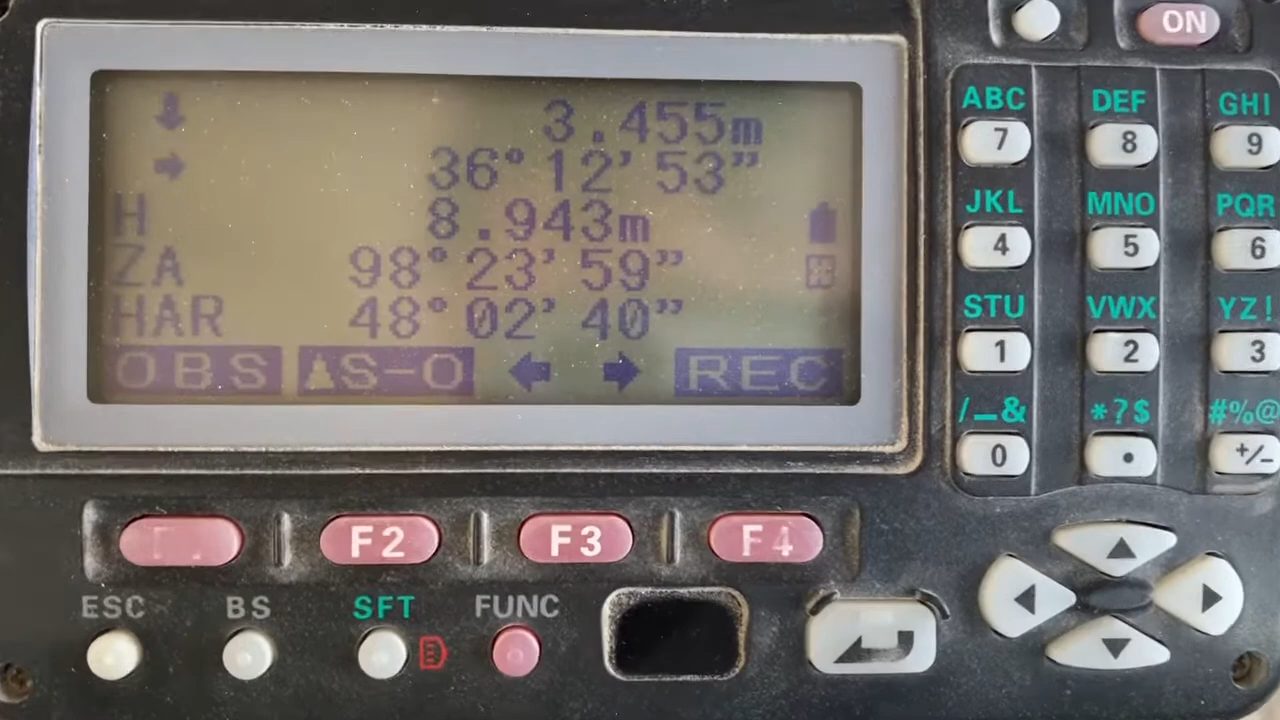 3.455m
36°12'53"
H 8.943m
ZA 98°23'59"
HAR 48°02'40"
OBS S-O REC
ON
ABC DEF GHI
7 8 9
JKL MNO PQR
4 5 6
STU VWX YZ!
1 2 3
/_& *?$ #%@
0 . +/-
F2 F3 F4
ESC BS SFT FUNC